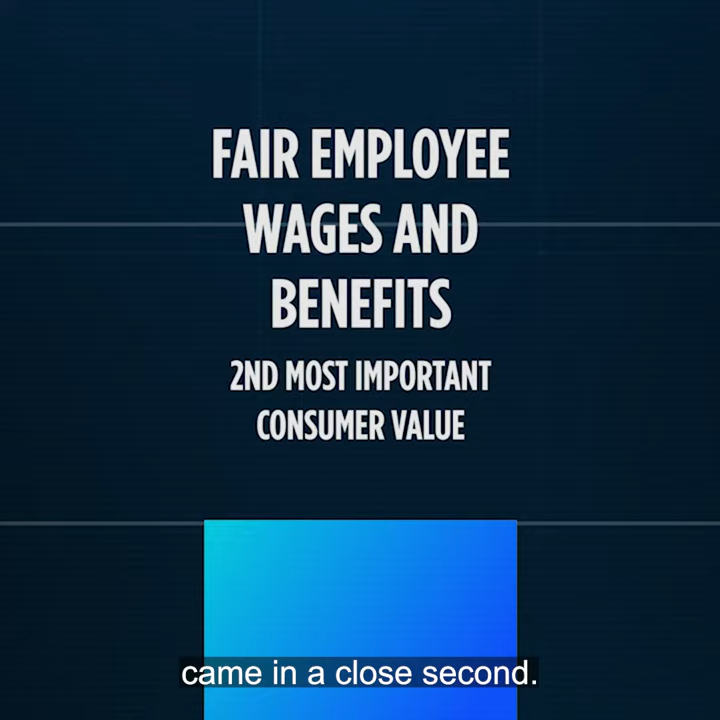 FAIR EMPLOYEE
WAGES AND
BENEFITS
2ND MOST IMPORTANT
CONSUMER VALUE
came in a close second.